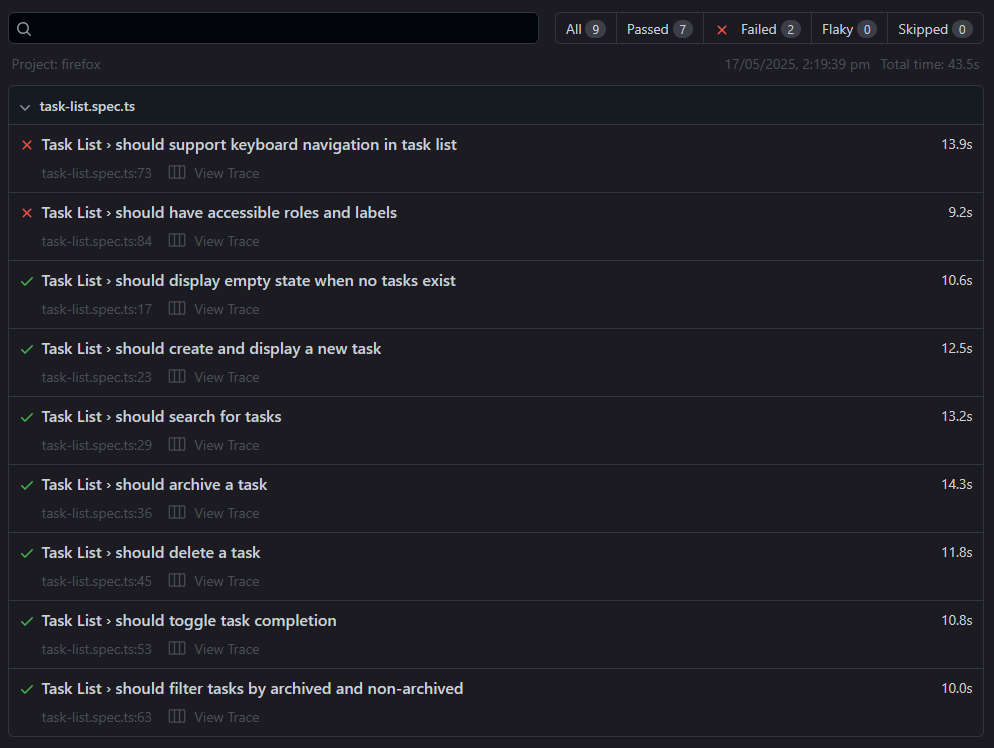 All 9 Passed 7 Failed 2 Flaky 0 Skipped 0
Project: firefox 17/05/2025, 2:19:39 pm Total time: 43.5s
task-list.spec.ts
Task List › should support keyboard navigation in task list 13.9s
task-list.spec.ts:73 View Trace
Task List › should have accessible roles and labels 9.2s
task-list.spec.ts:84 View Trace
Task List › should display empty state when no tasks exist 10.6s
task-list.spec.ts:17 View Trace
Task List › should create and display a new task 12.5s
task-list.spec.ts:23 View Trace
Task List › should search for tasks 13.2s
task-list.spec.ts:29 View Trace
Task List › should archive a task 14.3s
task-list.spec.ts:36 View Trace
Task List › should delete a task 11.8s
task-list.spec.ts:45 View Trace
Task List › should toggle task completion 10.8s
task-list.spec.ts:53 View Trace
Task List › should filter tasks by archived and non-archived 10.0s
task-list.spec.ts:63 View Trace